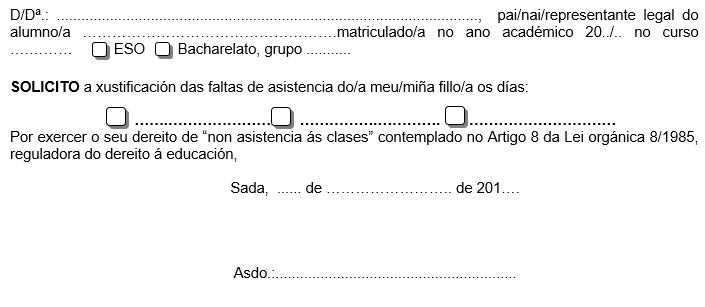 D/Dª.: ..............................................................................................................., pai/nai/representante legal do
alumno/a ……………………………………………….matriculado/a no ano académico 20../.. no curso
…………. ESO Bacharelato, grupo ...........
SOLICITO a xustificación das faltas de asistencia do/a meu/miña fillo/a os días:
.............................. ............................... ................................
Por exercer o seu dereito de “non asistencia ás clases” contemplado no Artigo 8 da Lei orgánica 8/1985,
reguladora do dereito á educación,
Sada, ...... de …………………….. de 201….
Asdo.:...........................................................